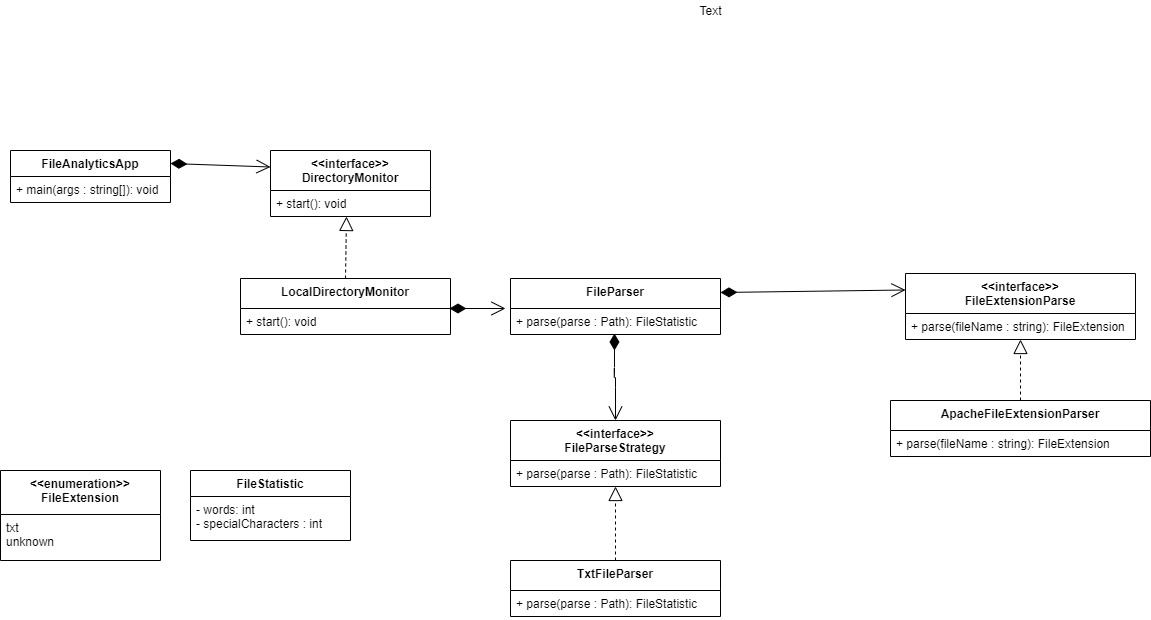 Text
FileAnalyticsApp
+ main(args : string[]): void
<<interface>>
DirectoryMonitor
+ start(): void
LocalDirectoryMonitor
+ start(): void
FileParser
+ parse(parse : Path): FileStatistic
<<interface>>
FileExtensionParse
+ parse(fileName : string): FileExtension
ApacheFileExtensionParser
+ parse(fileName : string): FileExtension
<<interface>>
FileParseStrategy
+ parse(parse : Path): FileStatistic
<<enumeration>>
FileExtension
txt
unknown
FileStatistic
- words: int
- specialCharacters : int
TxtFileParser
+ parse(parse : Path): FileStatistic